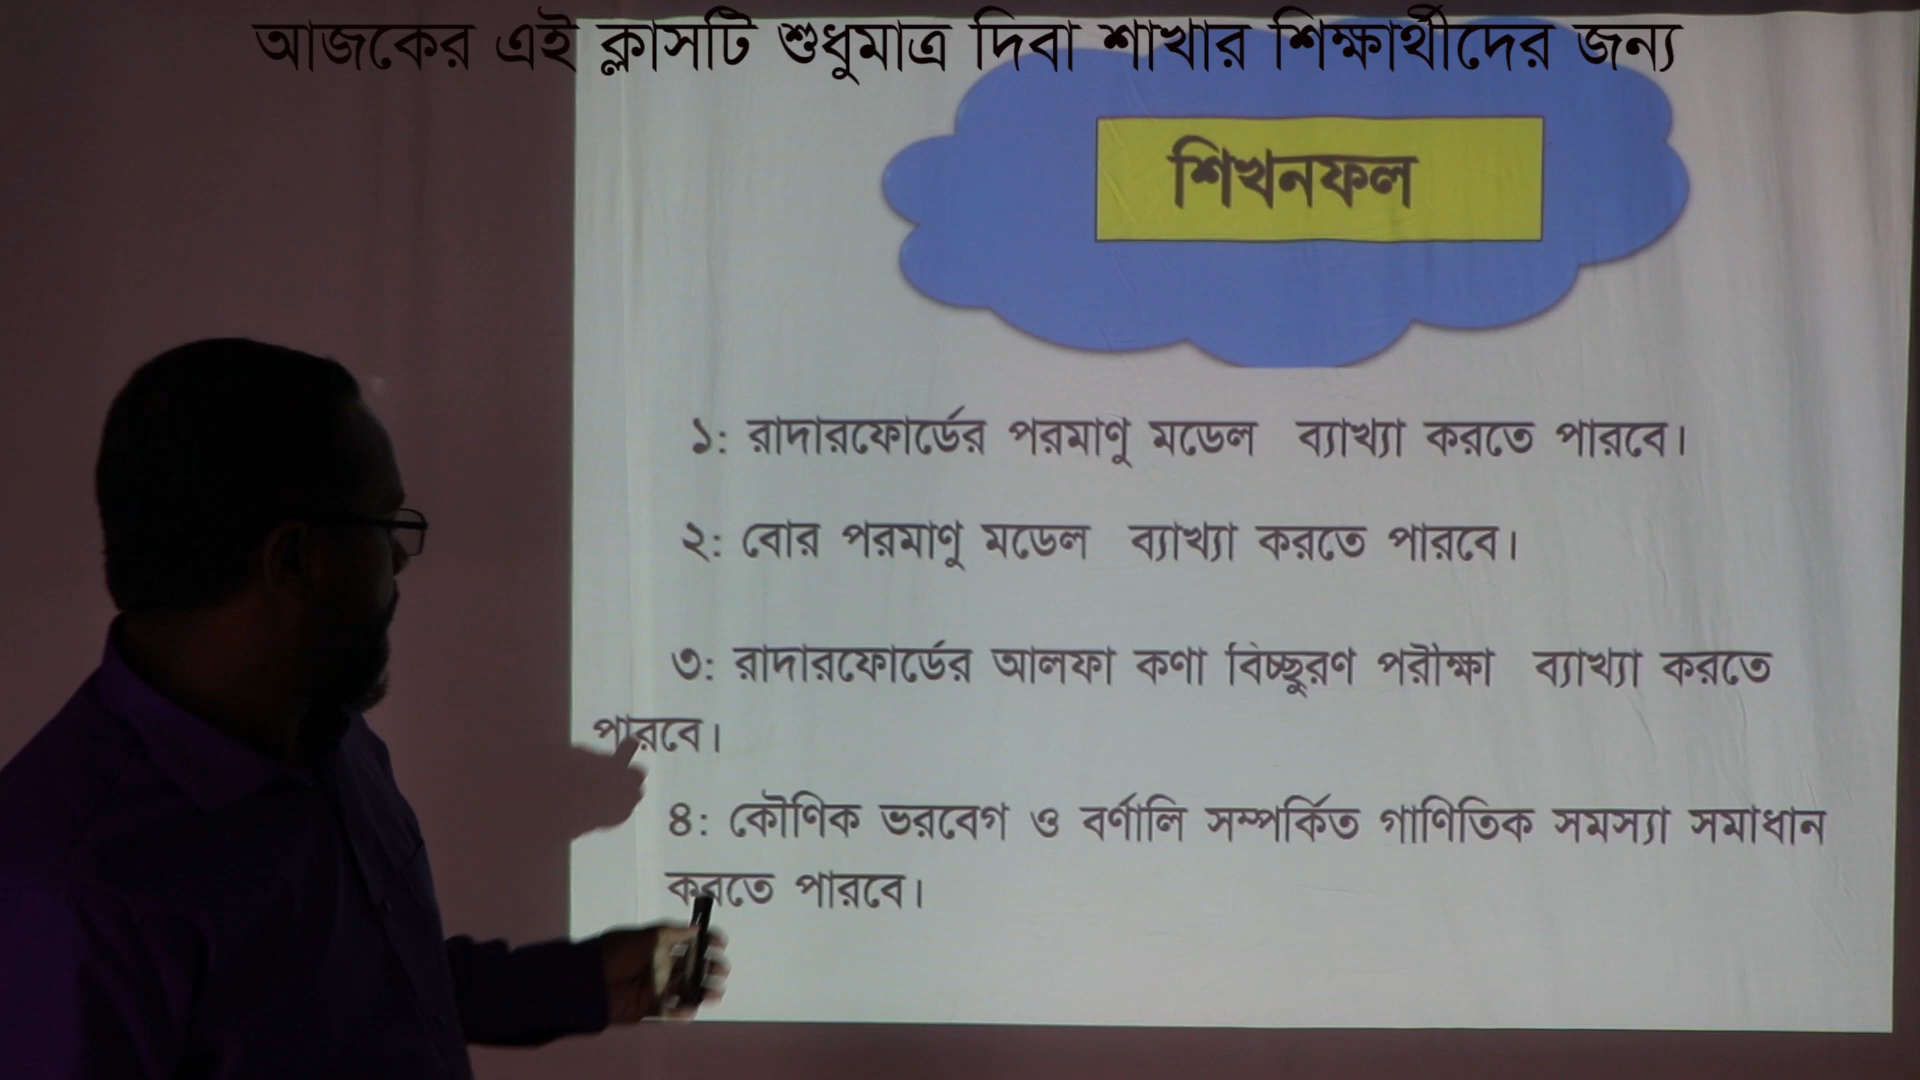 আজকের এই ক্লাসটি শুধুমাত্র দিবা শাখার শিক্ষার্থীদের জন্য
শিখনফল
১: রাদারফোর্ডের পরমাণু মডেল ব্যাখ্যা করতে পারবে।
২: বোর পরমাণু মডেল ব্যাখ্যা করতে পারবে।
৩: রাদারফোর্ডের আলফা কণা বিচ্ছুরণ পরীক্ষা ব্যাখ্যা করতে
পারবে।
৪: কৌণিক ভরবেগ ও বর্ণালি সম্পর্কিত গাণিতিক সমস্যা সমাধান
করতে পারবে।